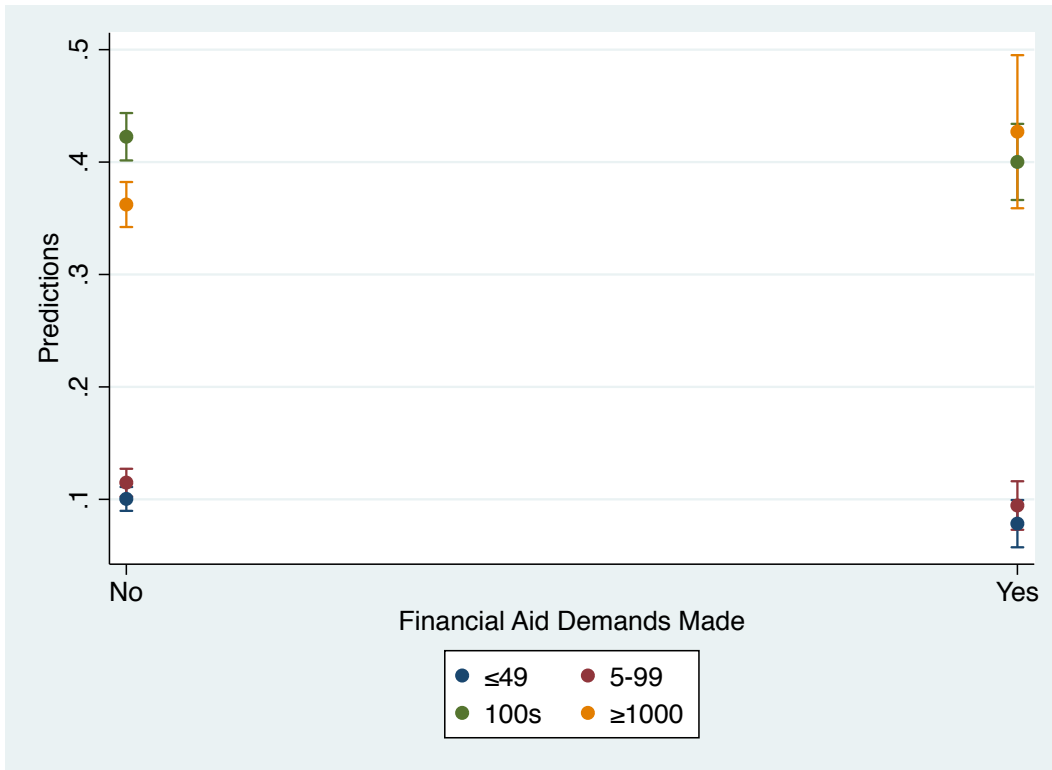 Predictions
.5
.4
.3
.2
.1
No
Yes
Financial Aid Demands Made
≤49
5-99
100s
≥1000